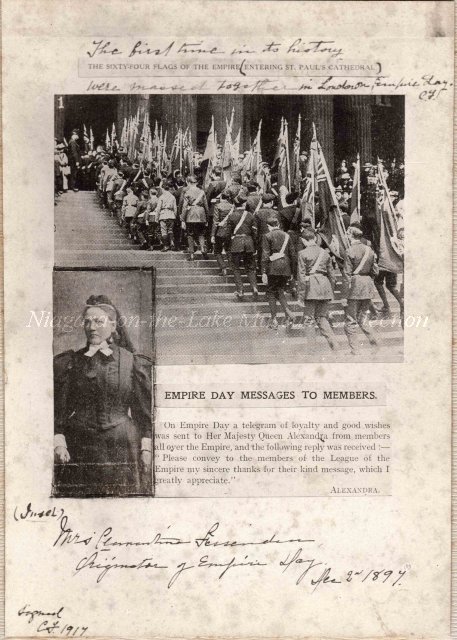 The first time in its history
THE SIXTY-FOUR FLAGS OF THE EMPIRE (ENTERING ST. PAUL'S CATHEDRAL)
were massed together in London, Empire Day.
C.F.
1
Niagara-on-the-Lake Museum Collection
EMPIRE DAY MESSAGES TO MEMBERS.
On Empire Day a telegram of loyalty and good wishes
was sent to Her Majesty Queen Alexandra from members
all over the Empire, and the following reply was received :—
"Please convey to the members of the League of the
Empire my sincere thanks for their kind message, which I
greatly appreciate."
ALEXANDRA.
(Inset)
Mrs Clementina Fessenden
Originator of Empire Day
Dec 2nd 1897.
Signed
C.F. 1917.